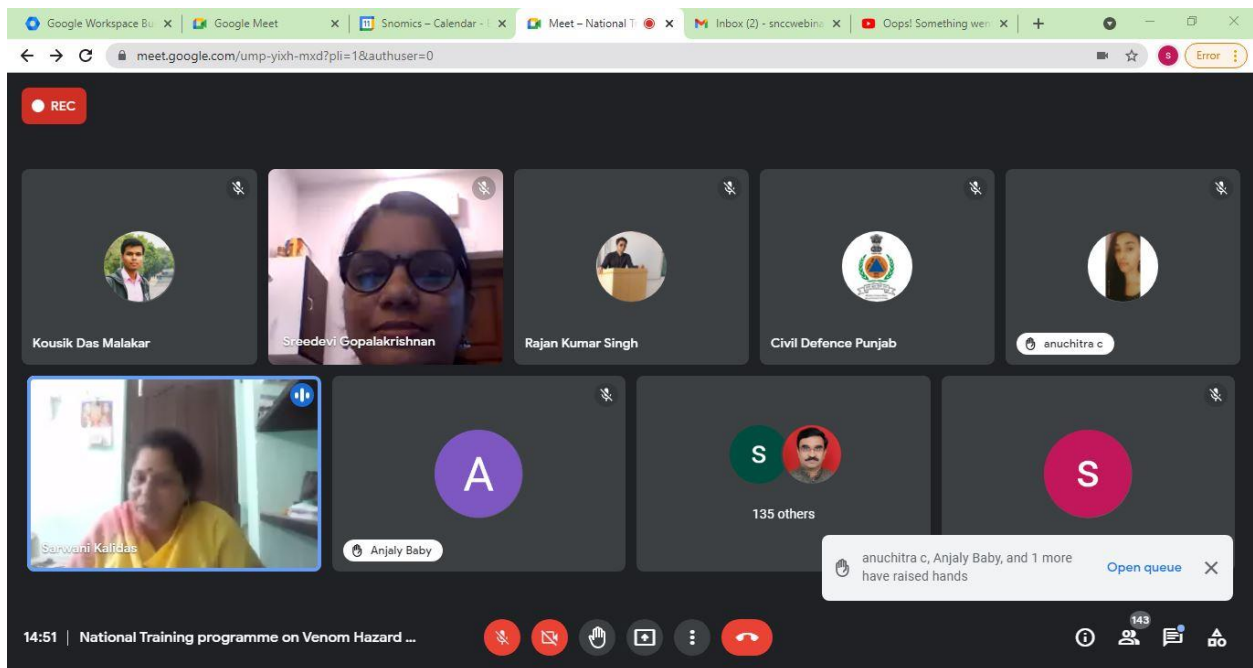 Google Workspace Bu
Google Meet
11 Snomics – Calendar -
Meet – National T
Inbox (2) - snccwebin
Oops! Something wen
meet.google.com/ump-yixh-mxd?pli=1&authuser=0
s
Error
REC
Kousik Das Malakar
Sreedevi Gopalakrishnan
Rajan Kumar Singh
Civil Defence Punjab
anuchitra c
Sarwani Kalidas
A
Anjaly Baby
S
135 others
S
anuchitra c, Anjaly Baby, and 1 more
have raised hands
Open queue
14:51 | National Training programme on Venom Hazard ...
143